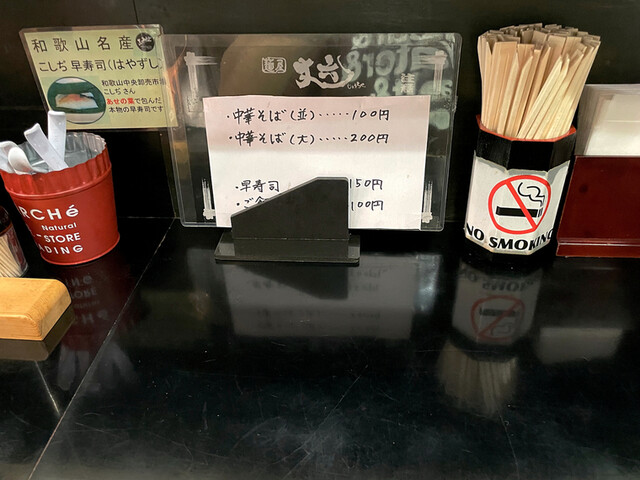 和歌山名産
こしぢ 早寿司(はやずし)
和歌山中央卸売市場
こしぢさん
あせの葉で包んだ
本物の早寿司です
麺屋
・中華そば(並)・・・・・100円
・中華そば(大)・・・・・200円
・早寿司 150円
100円
RCHé
Natural
STORE
DING
NO SMOKING